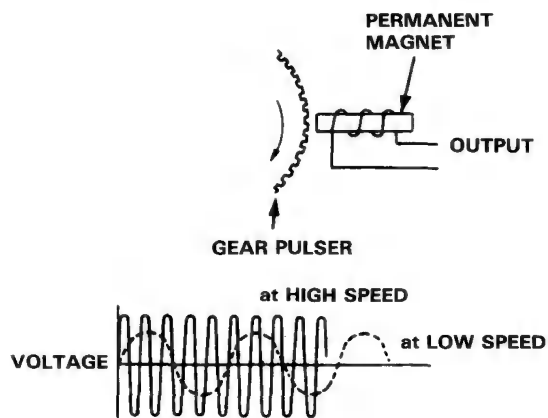 PERMANENT
MAGNET
OUTPUT
GEAR PULSER
at HIGH SPEED
at LOW SPEED
VOLTAGE